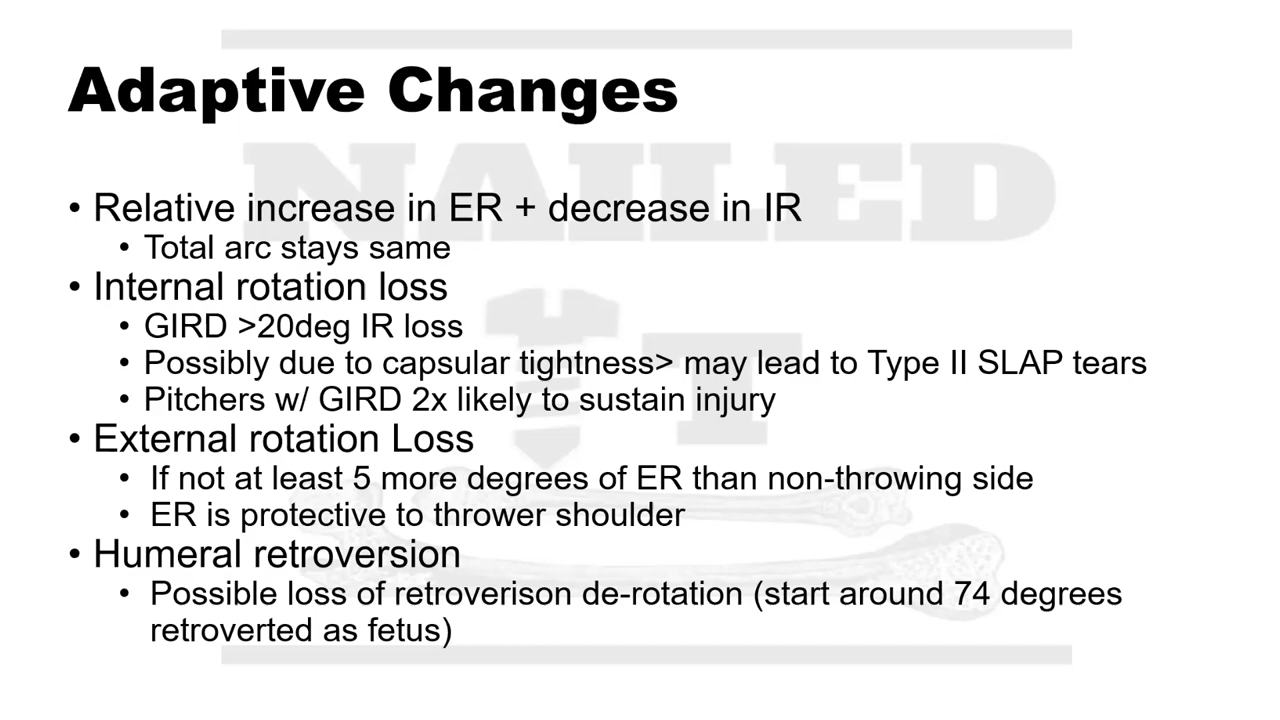 Adaptive Changes
NAILED
IT
• Relative increase in ER + decrease in IR
• Total arc stays same
• Internal rotation loss
• GIRD >20deg IR loss
• Possibly due to capsular tightness> may lead to Type II SLAP tears
• Pitchers w/ GIRD 2x likely to sustain injury
• External rotation Loss
• If not at least 5 more degrees of ER than non-throwing side
• ER is protective to thrower shoulder
• Humeral retroversion
• Possible loss of retroverison de-rotation (start around 74 degrees
retroverted as fetus)